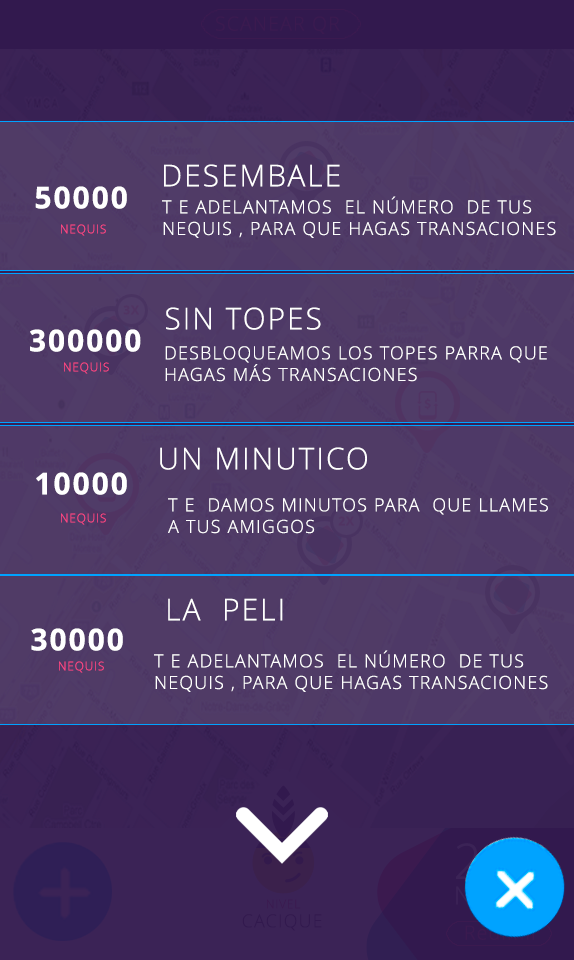 DESEMBALE
50000
T E ADELANTAMOS EL NÚMERO DE TUS
NEQUIS
NEQUIS , PARA QUE HAGAS TRANSACIONES
SIN TOPES
300000
DESBLOQUEAMOS LOS TOPES PARRA QUE
NEQUIS
HAGAS MÁS TRANSACIONES
UN MINUTICO
10000
T E DAMOS MINUTOS PARA QUE LLAMES
NEQUIS
A TUS AMIGGOS
LA PELI
30000
T E ADELANTAMOS EL NÚMERO DE TUS
NEQUIS
NEQUIS , PARA QUE HAGAS TRANSACIONES
NIVEL
CACIQUE